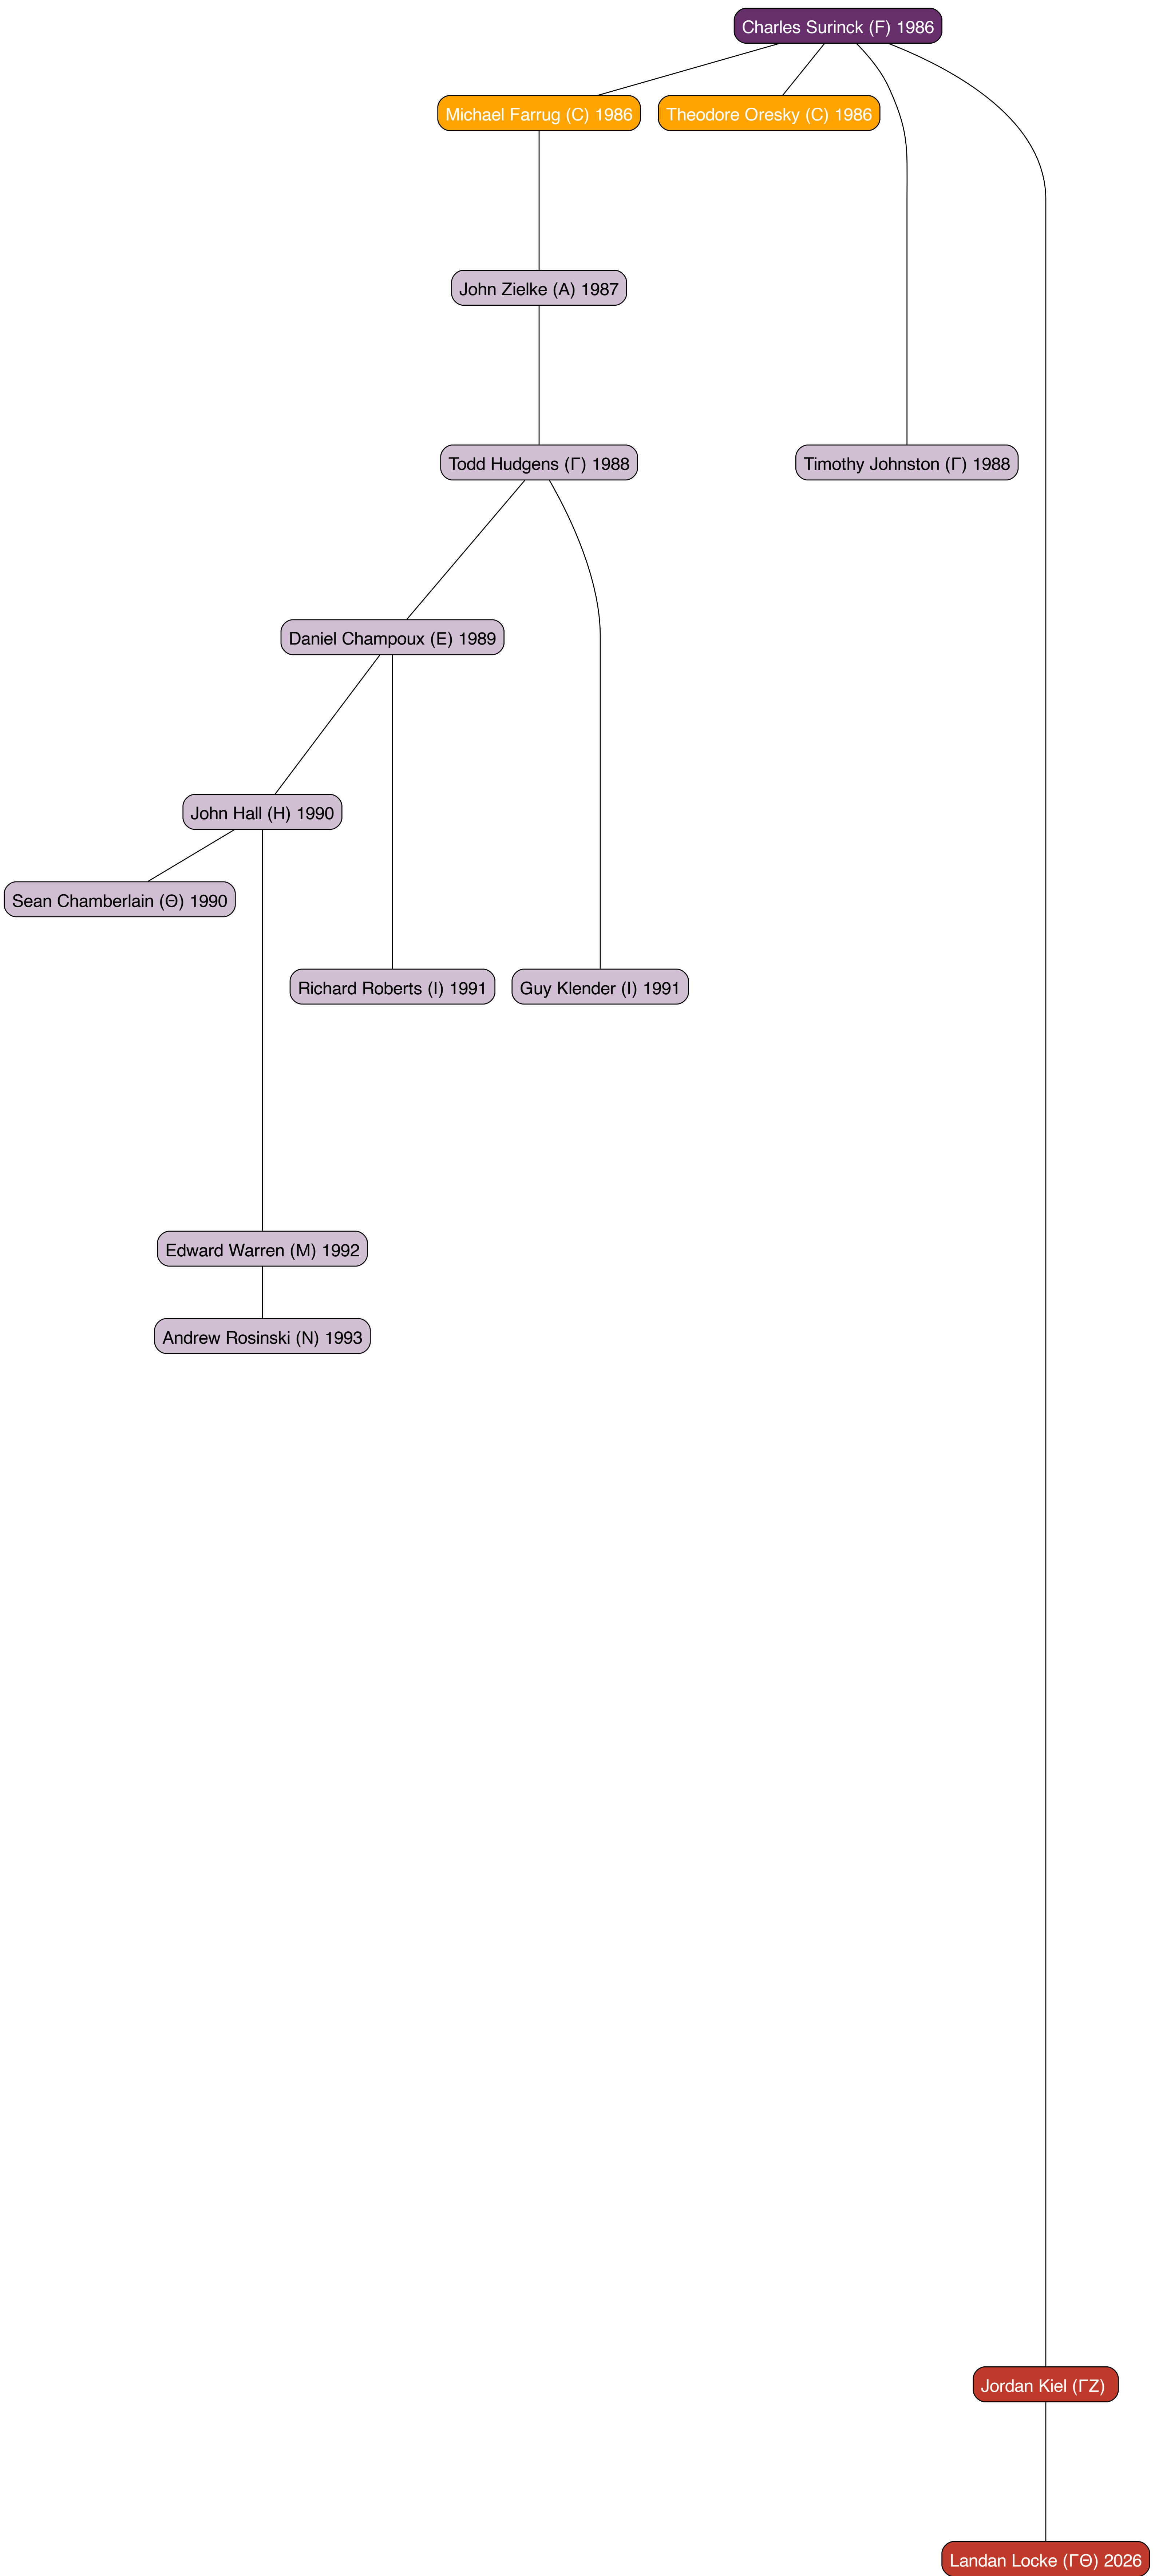 Charles Surinck (F) 1986
Michael Farrug (C) 1986
Theodore Oresky (C) 1986
John Zielke (A) 1987
Todd Hudgens (Γ) 1988
Timothy Johnston (Γ) 1988
Daniel Champoux (E) 1989
John Hall (H) 1990
Sean Chamberlain (Θ) 1990
Richard Roberts (I) 1991
Guy Klender (I) 1991
Edward Warren (M) 1992
Andrew Rosinski (N) 1993
Jordan Kiel (ΓZ)
Landan Locke (ΓΘ) 2026